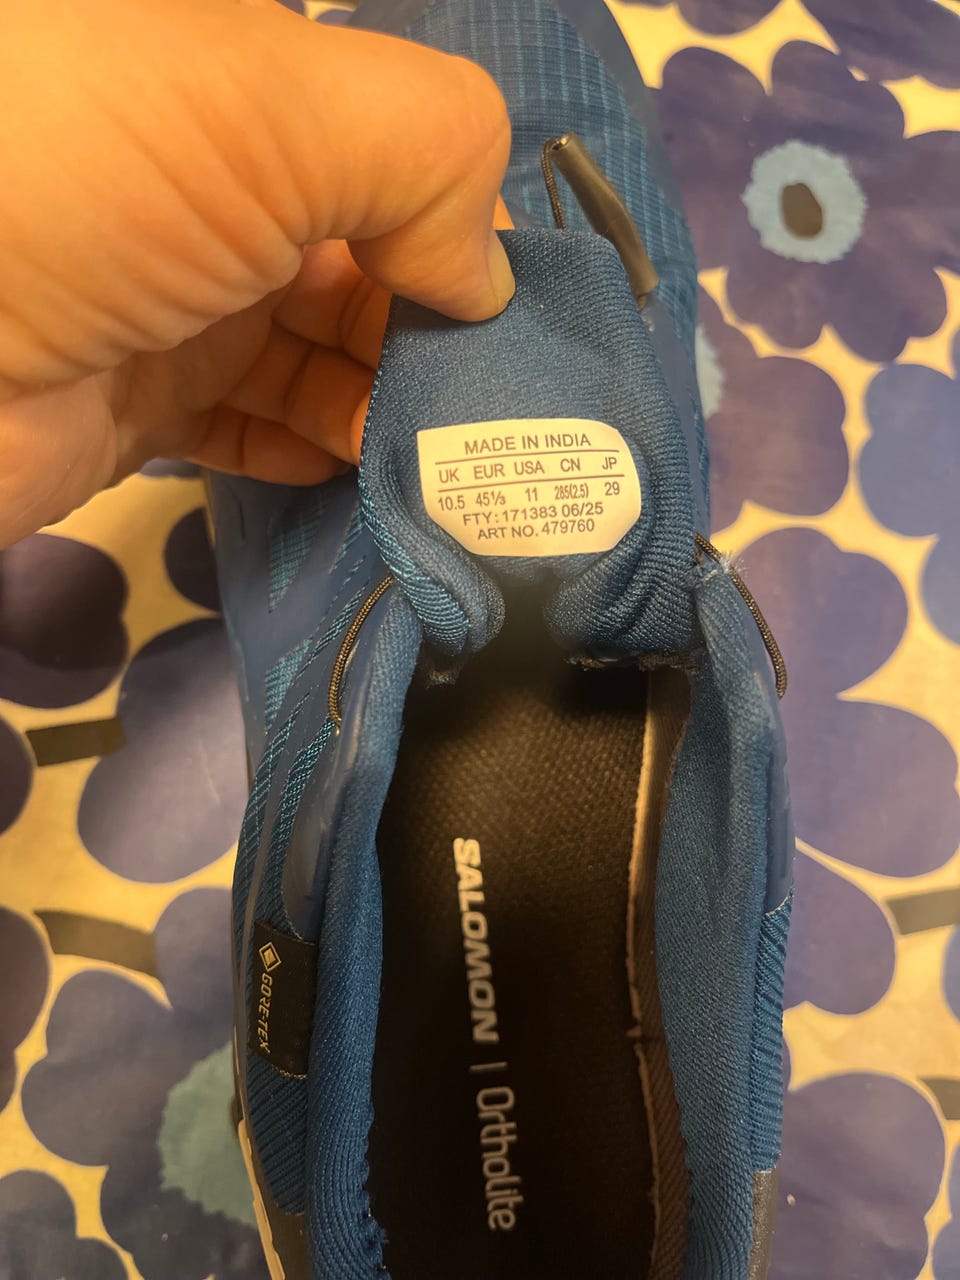 MADE IN INDIA
UK EUR USA CN JP
10.5 45⅓ 11 285(2.5) 29
FTY: 171383 06/25
ART NO. 479760
SALOMON | Ortholite
GORE-TEX